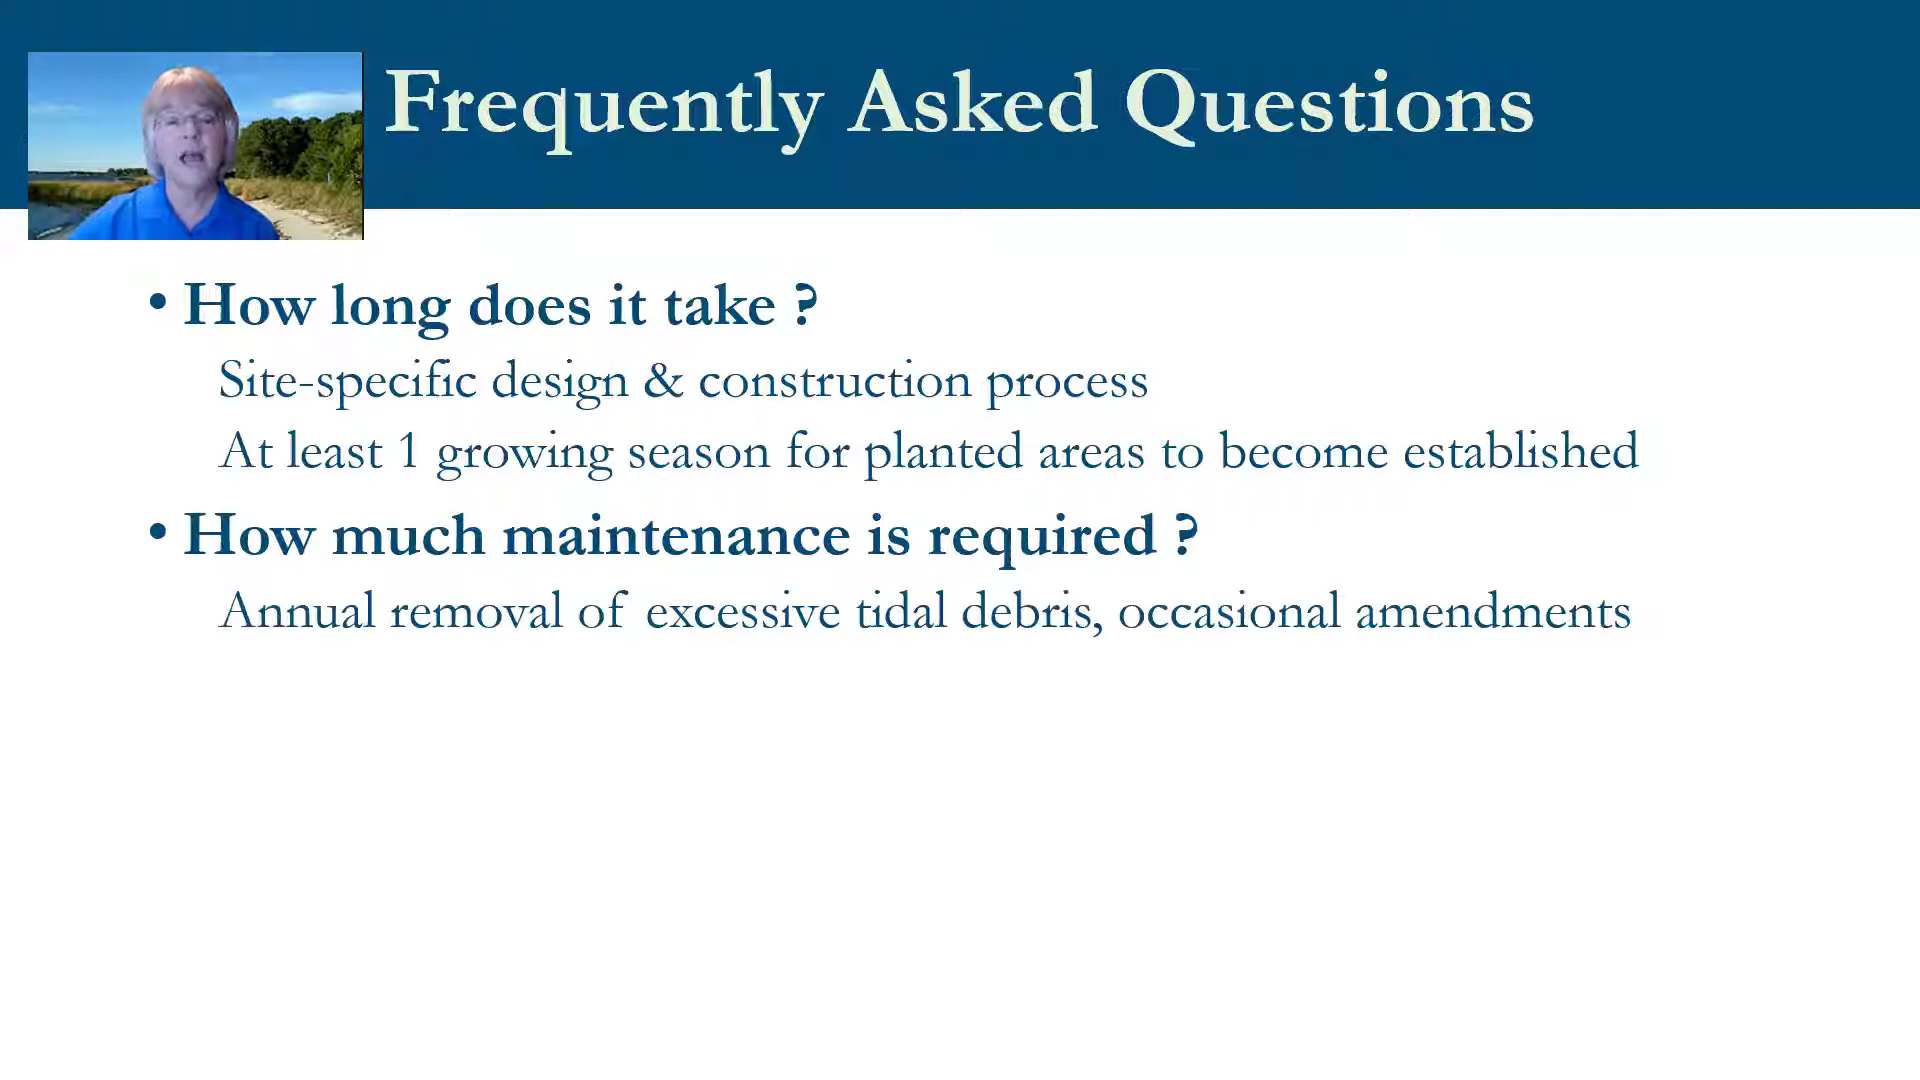 Frequently Asked Questions
• How long does it take ?
Site-specific design & construction process
At least 1 growing season for planted areas to become established
• How much maintenance is required ?
Annual removal of excessive tidal debris, occasional amendments